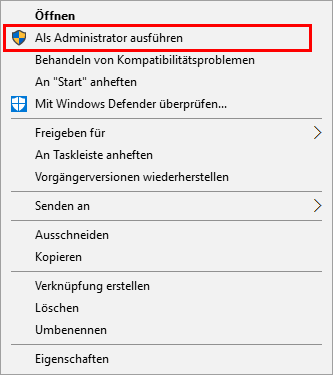 Öffnen
Als Administrator ausführen
Behandeln von Kompatibilitätsproblemen
An "Start" anheften
Mit Windows Defender überprüfen...
Freigeben für
An Taskleiste anheften
Vorgängerversionen wiederherstellen
Senden an
Ausschneiden
Kopieren
Verknüpfung erstellen
Löschen
Umbenennen
Eigenschaften